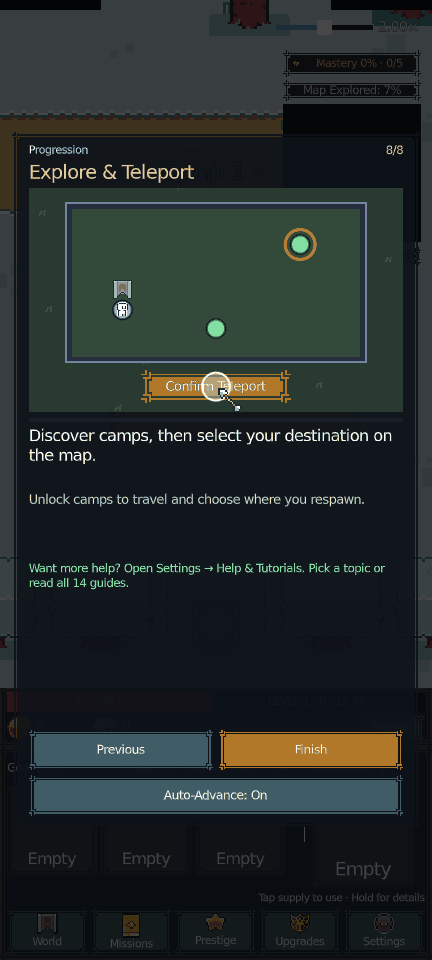 2.00x
Mastery 0% · 0/5
Map Explored: 7%
Progression
8/8
Explore & Teleport
Confirm Teleport
Discover camps, then select your destination on
the map.
Unlock camps to travel and choose where you respawn.
Want more help? Open Settings → Help & Tutorials. Pick a topic or
read all 14 guides.
Previous
Finish
Auto-Advance: On
Empty
Empty
Empty
Empty
Tap supply to use · Hold for details
World
Missions
Prestige
Upgrades
Settings